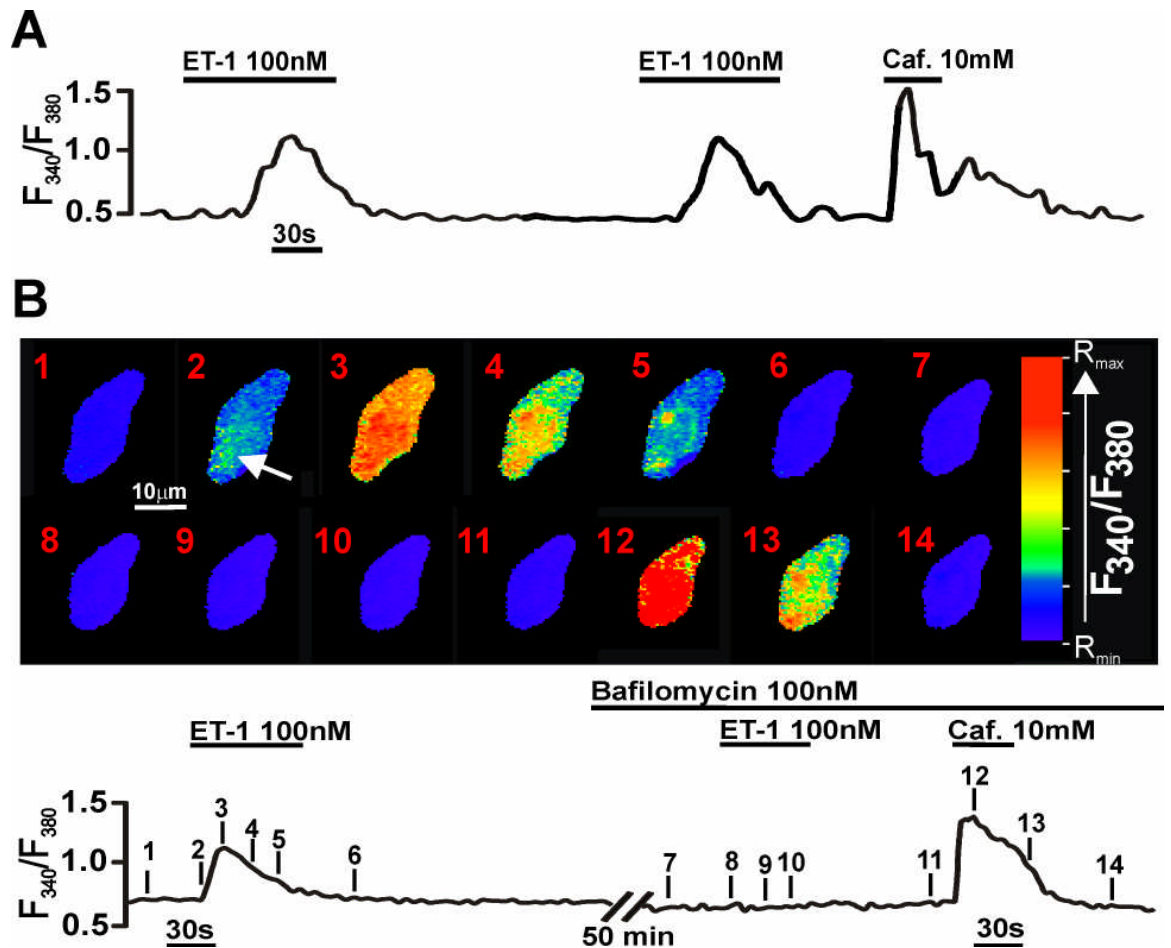 A
ET-1 100nM
ET-1 100nM
Caf. 10mM
F340/F380
1.5
1.0
0.5
30s
B
1 2 3 4 5 6 7
10μm
8 9 10 11 12 13 14
Rmax
F340/F380
Rmin
Bafilomycin 100nM
ET-1 100nM
ET-1 100nM
Caf. 10mM
F340/F380
1.5
1.0
0.5
1 2 3 4 5 6 7 8 9 10 11 12 13 14
30s
50 min
30s